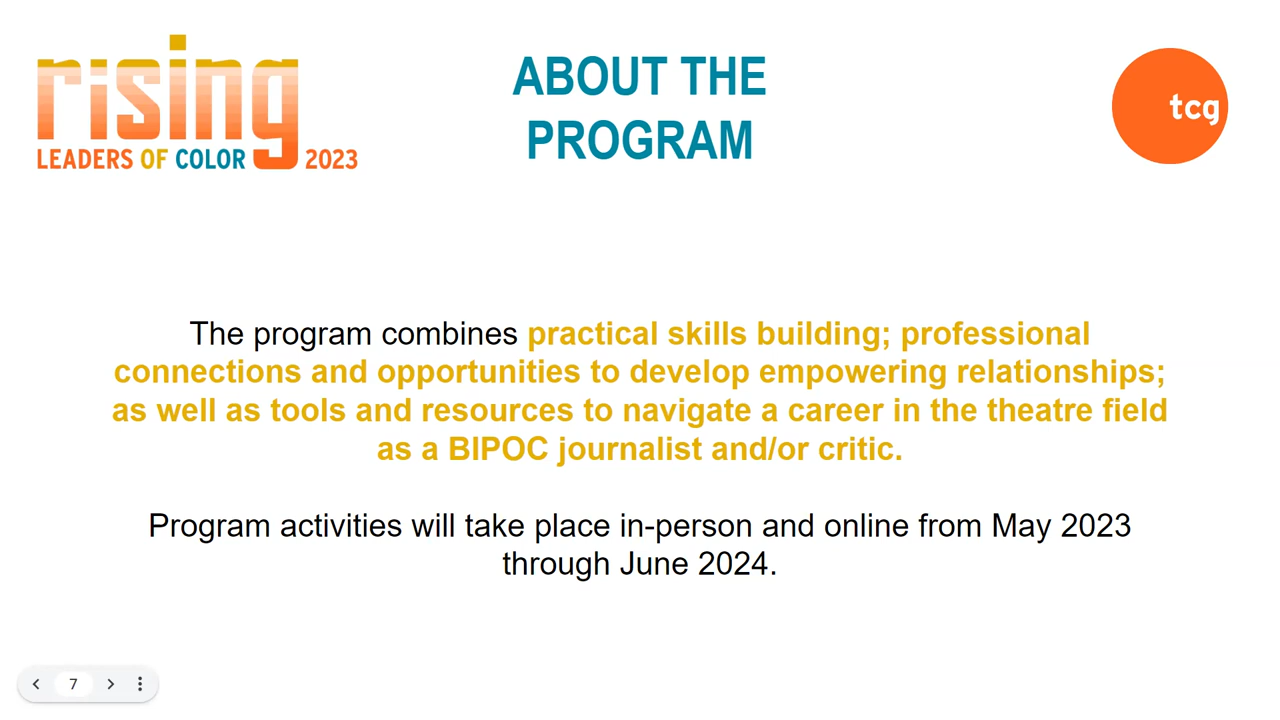 rising
LEADERS OF COLOR 2023
ABOUT THE
PROGRAM
tcg
The program combines practical skills building; professional
connections and opportunities to develop empowering relationships;
as well as tools and resources to navigate a career in the theatre field
as a BIPOC journalist and/or critic.
Program activities will take place in-person and online from May 2023
through June 2024.
7